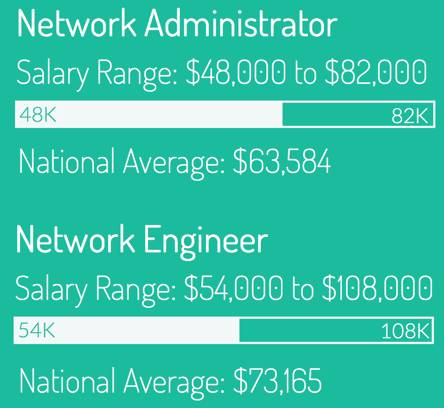 Network Administrator
Salary Range: $48,000 to $82,000
48K 82K
National Average: $63,584
Network Engineer
Salary Range: $54,000 to $108,000
54K 108K
National Average: $73,165